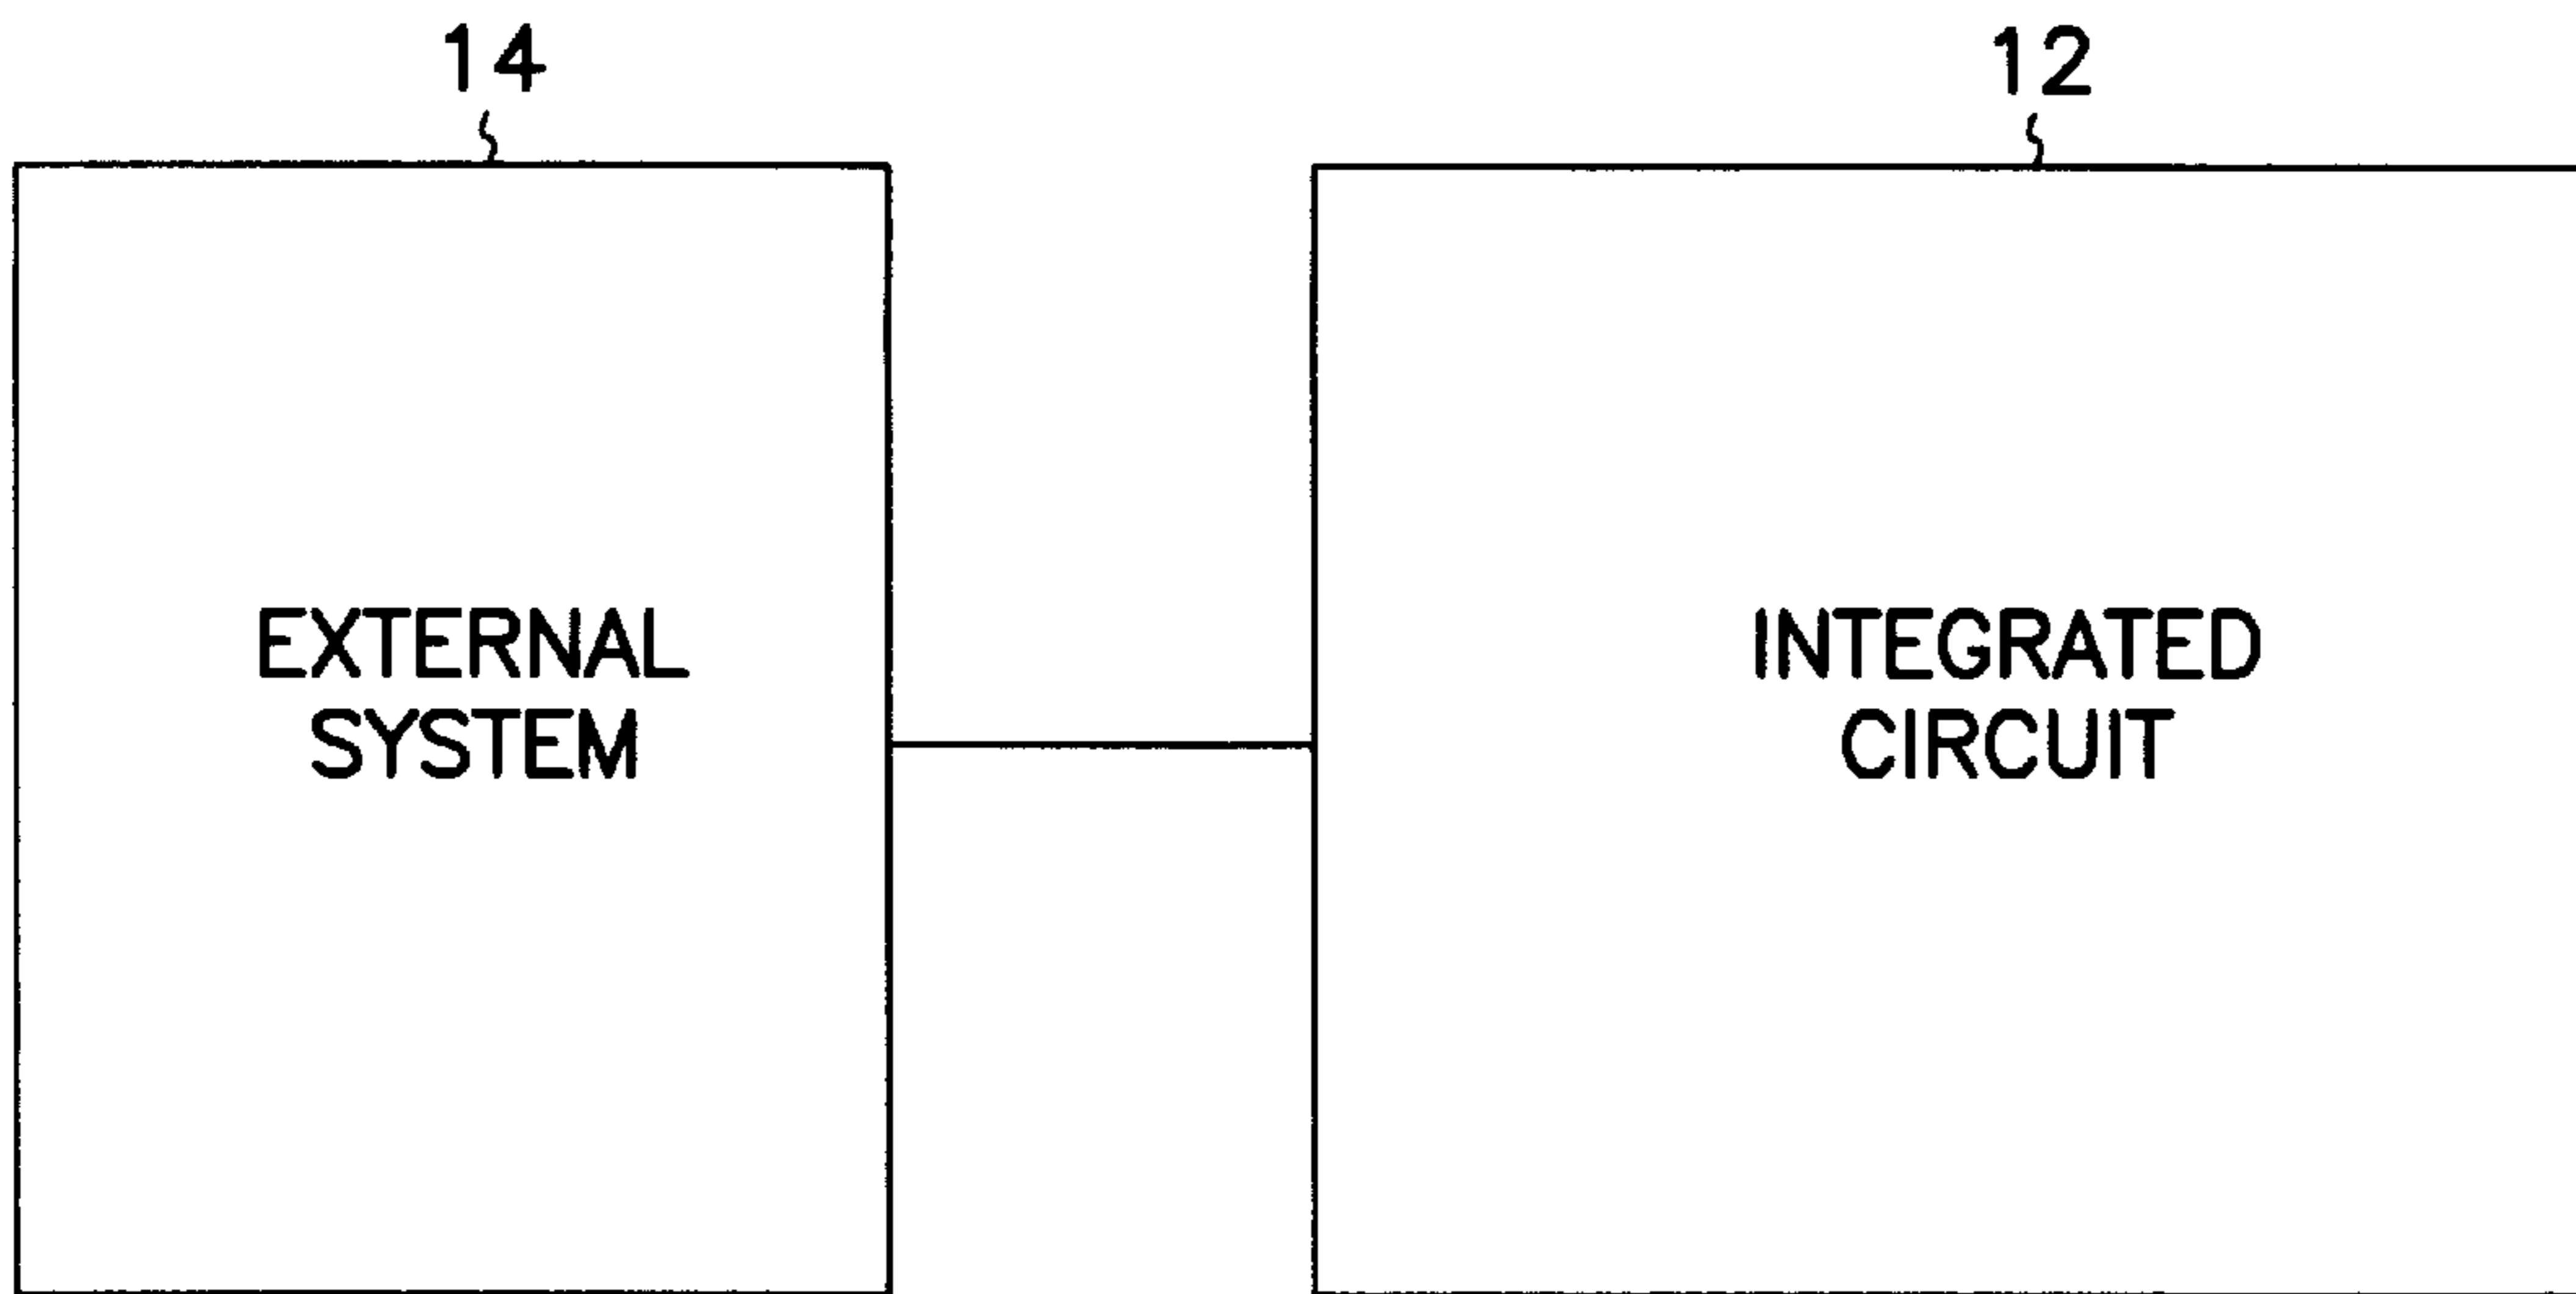 14
12
EXTERNAL
SYSTEM
INTEGRATED
CIRCUIT